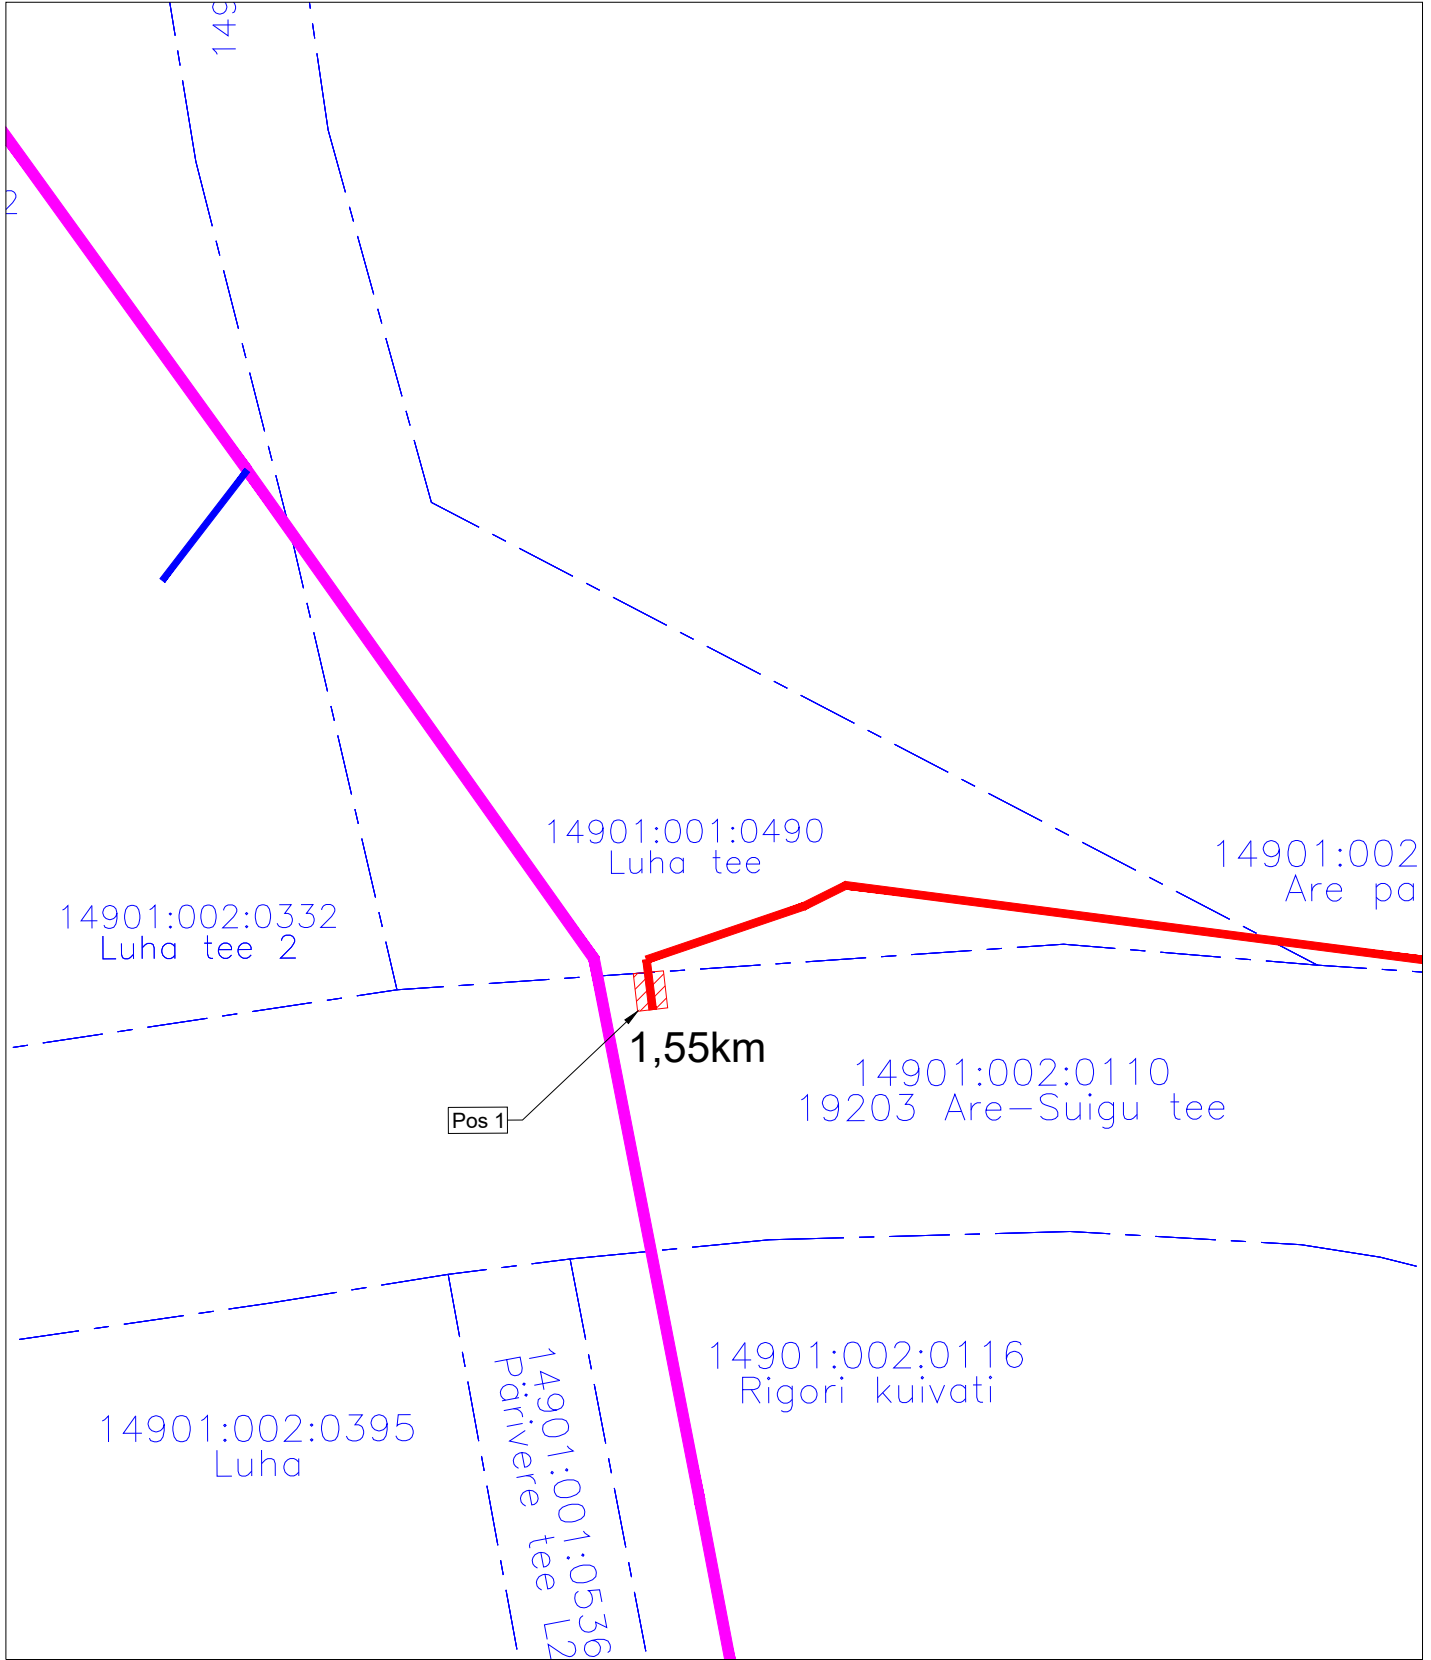 149
2
14901:001:0490
Luha tee
14901:002
Are pa
14901:002:0332
Luha tee 2
1,55km
14901:002:0110
19203 Are-Suigu tee
Pos 1
14901:002:0116
Rigori kuivati
14901:002:0395
Luha
14901:001:0536
Pärivere tee L2